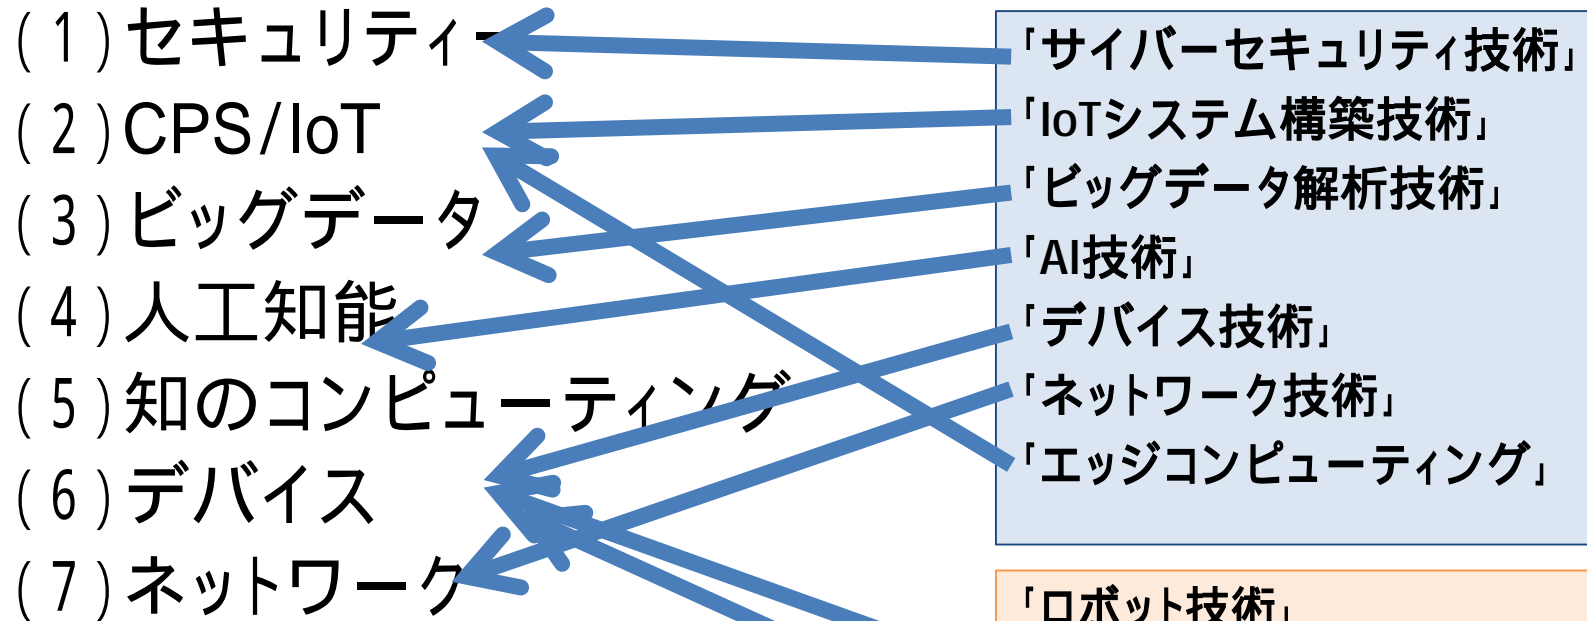 (1)セキュリティー
(2)CPS/IoT
(3)ビッグデータ
(4)人工知能
(5)知のコンピューティング
(6)デバイス
(7)ネットワーク
「サイバーセキュリティ技術」
「IoTシステム構築技術」
「ビッグデータ解析技術」
「AI技術」
「デバイス技術」
「ネットワーク技術」
「エッジコンピューティング」
「ロボット技術」